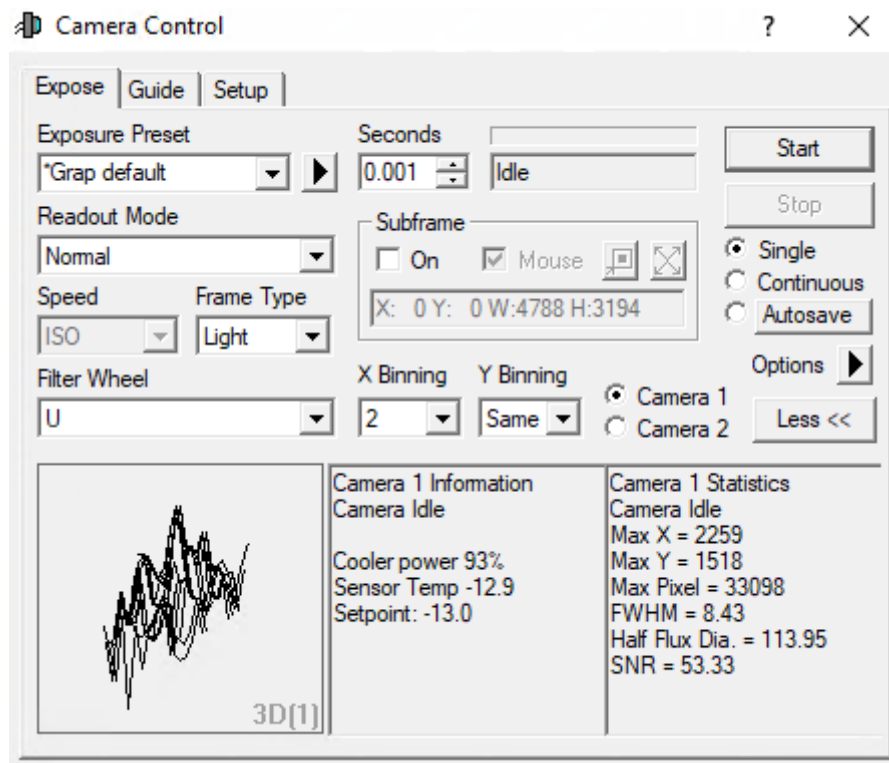 Camera Control ?
Expose Guide Setup
Exposure Preset
*Grap default
Seconds
0.001
Idle
Start
Stop
Readout Mode
Normal
Subframe
On Mouse
X: 0 Y: 0 W:4788 H:3194
Single
Continuous
Autosave
Speed Frame Type
ISO Light
Filter Wheel
U
X Binning Y Binning
2 Same
Camera 1
Camera 2
Options
Less <<
3D(1)
Camera 1 Information
Camera Idle
Cooler power 93%
Sensor Temp -12.9
Setpoint: -13.0
Camera 1 Statistics
Camera Idle
Max X = 2259
Max Y = 1518
Max Pixel = 33098
FWHM = 8.43
Half Flux Dia. = 113.95
SNR = 53.33